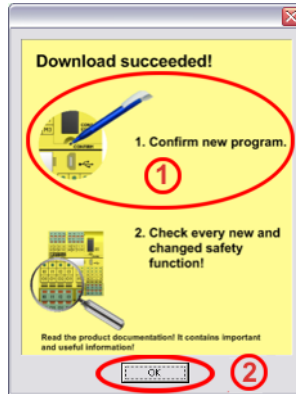 Download succeeded!
CONFIRM
1. Confirm new program.
1
2. Check every new and
changed safety
function!
Read the product documentation! It contains important
and useful information!
OK
2